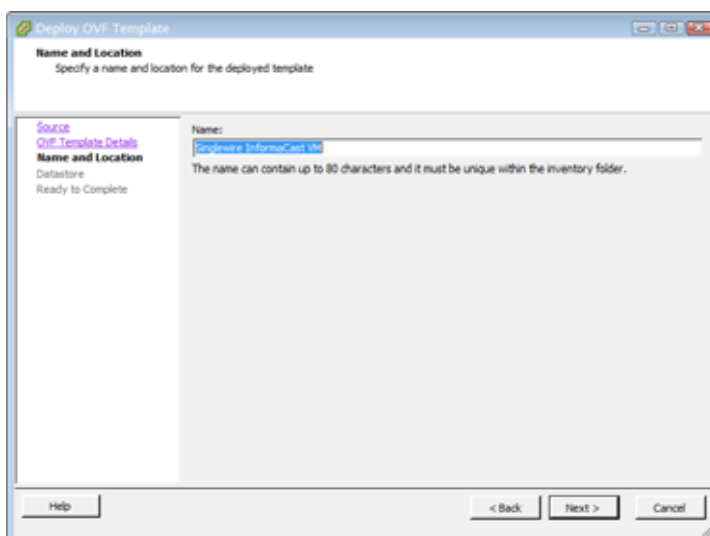 Deploy OVF Template
Name and Location
Specify a name and location for the deployed template
Source
OVF Template Details
Name and Location
Datastore
Ready to Complete
Name:
Singlewire InformaCast VM
The name can contain up to 80 characters and it must be unique within the inventory folder.
Help
< Back
Next >
Cancel